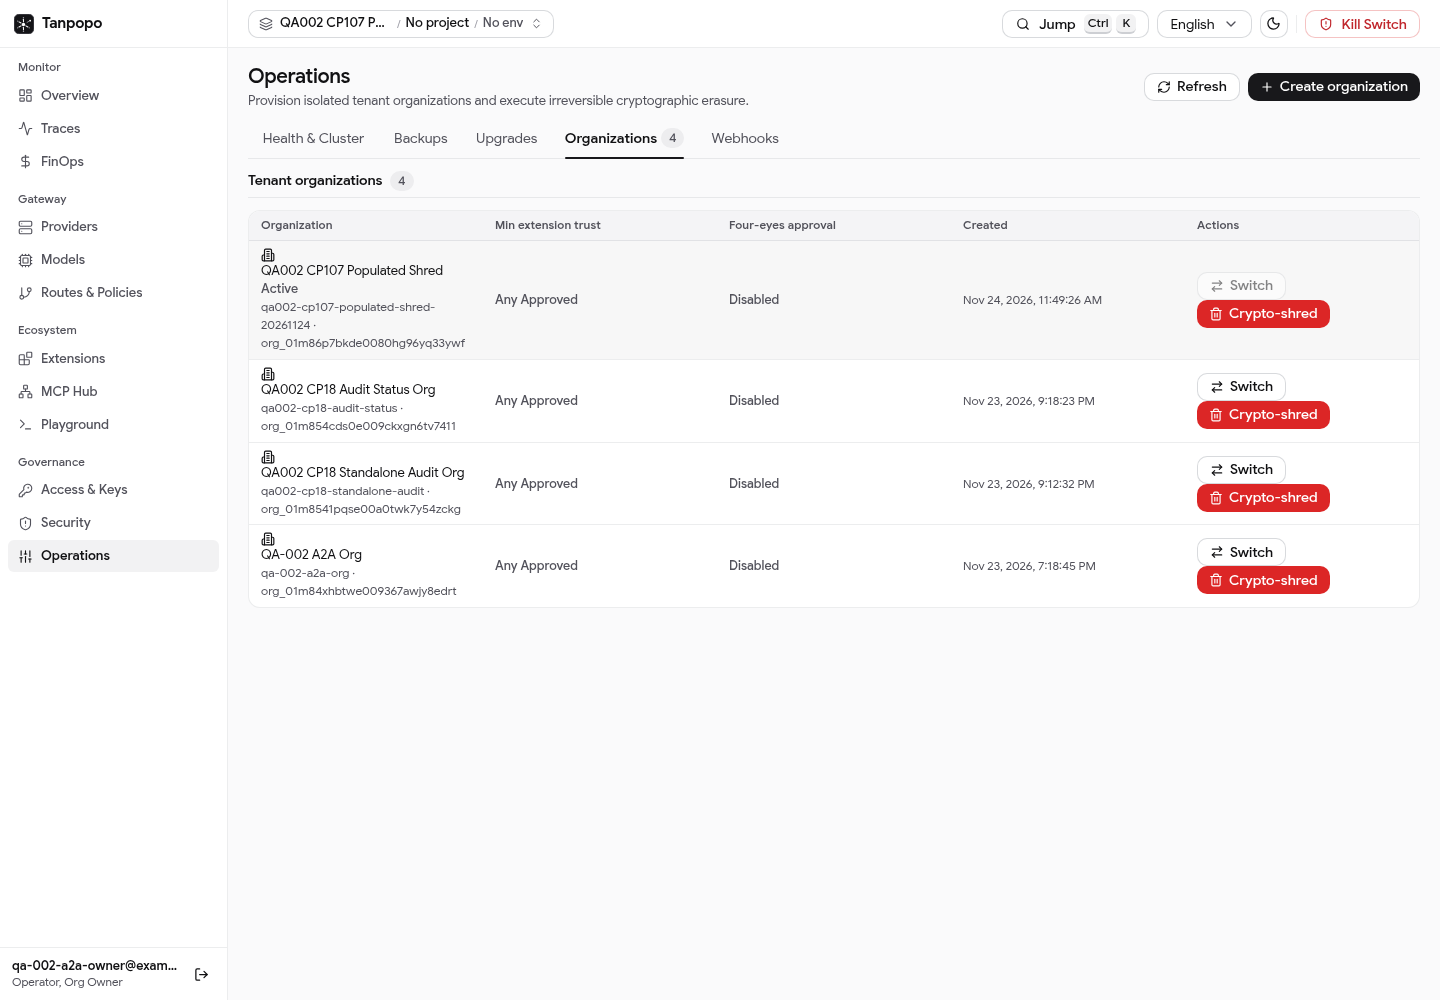 Tanpopo
QA002 CP107 P... / No project / No env
Jump Ctrl K
English
Kill Switch
Monitor
Overview
Traces
FinOps
Gateway
Providers
Models
Routes & Policies
Ecosystem
Extensions
MCP Hub
Playground
Governance
Access & Keys
Security
Operations
qa-002-a2a-owner@exam...
Operator, Org Owner
Operations
Provision isolated tenant organizations and execute irreversible cryptographic erasure.
Refresh
Create organization
Health & Cluster
Backups
Upgrades
Organizations 4
Webhooks
Tenant organizations 4
Organization Min extension trust Four-eyes approval Created Actions
QA002 CP107 Populated Shred
Active
qa002-cp107-populated-shred-
20261124 ·
org_01m86p7bkde0080hg96yq33ywf
Any Approved
Disabled
Nov 24, 2026, 11:49:26 AM
Switch
Crypto-shred
QA002 CP18 Audit Status Org
qa002-cp18-audit-status ·
org_01m854cds0e009ckxgn6tv7411
Any Approved
Disabled
Nov 23, 2026, 9:18:23 PM
Switch
Crypto-shred
QA002 CP18 Standalone Audit Org
qa002-cp18-standalone-audit ·
org_01m8541pqse00a0twk7y54zckg
Any Approved
Disabled
Nov 23, 2026, 9:12:32 PM
Switch
Crypto-shred
QA-002 A2A Org
qa-002-a2a-org ·
org_01m84xhbtwe009367awjy8edrt
Any Approved
Disabled
Nov 23, 2026, 7:18:45 PM
Switch
Crypto-shred